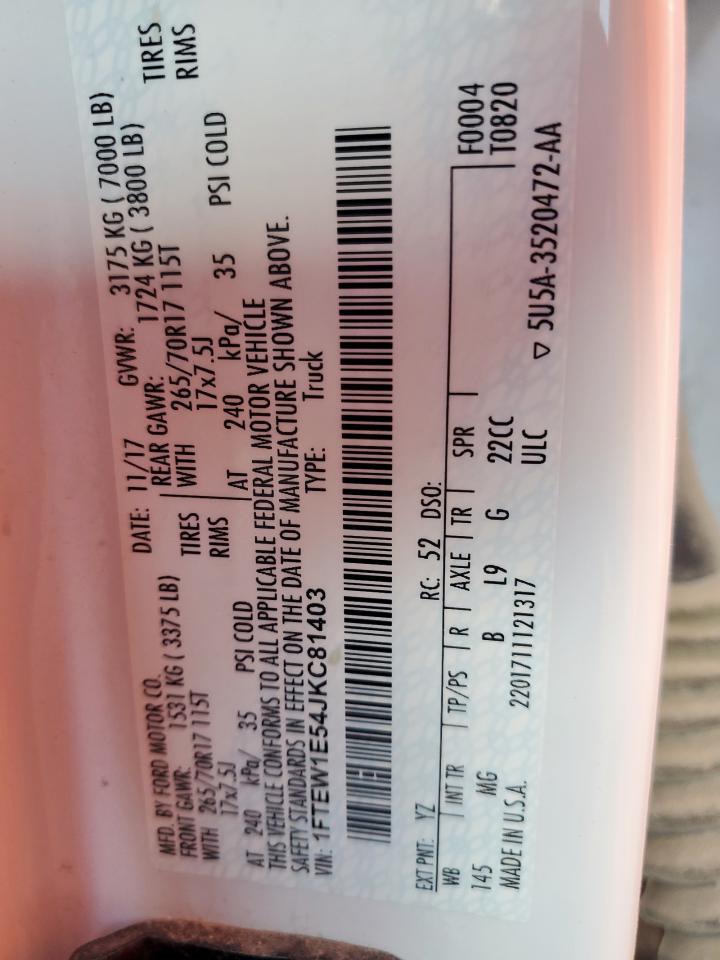 MFD. BY FORD MOTOR CO. DATE: 11/17 GVWR: 3175 KG ( 7000 LB)
FRONT GAWR: 1531 KG ( 3375 LB) REAR GAWR: 1724 KG ( 3800 LB)
WITH 265/70R17 115T TIRES WITH 265/70R17 115T TIRES
17x7.5J RIMS 17x7.5J RIMS
AT 240 kPa/ 35 PSI COLD AT 240 kPa/ 35 PSI COLD
THIS VEHICLE CONFORMS TO ALL APPLICABLE FEDERAL MOTOR VEHICLE
SAFETY STANDARDS IN EFFECT ON THE DATE OF MANUFACTURE SHOWN ABOVE.
VIN: 1FTEW1E54JKC81403 TYPE: Truck
EXT PNT: YZ RC: 52 DSO:
WB INT TR TP/PS R AXLE TR SPR F0004
145 MG B L9 G 22CC T0820
MADE IN U.S.A. 2201711121317 ULC
▽ 5U5A-3520472-AA